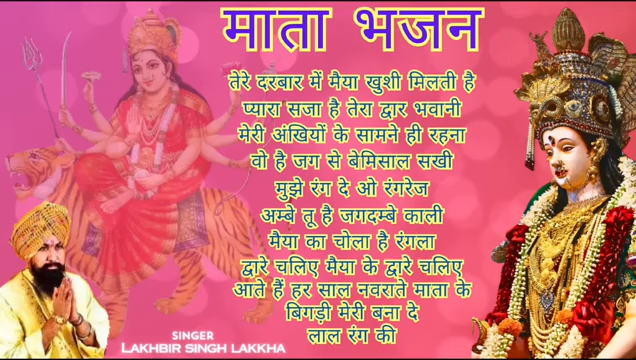 माता भजन
तेरे दरबार में मैया खुशी मिलती है
प्यारा सजा है तेरा द्वार भवानी
मेरी अंखियों के सामने ही रहना
वो है जग से बेमिसाल सखी
मुझे रंग दे ओ रंगरेज
अम्बे तू है जगदम्बे काली
मैया का चोला है रंगला
द्वारे चलिए मैया के द्वारे चलिए
आते हैं हर साल नवराते माता के
बिगड़ी मेरी बना दे
लाल रंग की
SINGER
LAKHBIR SINGH LAKKHA